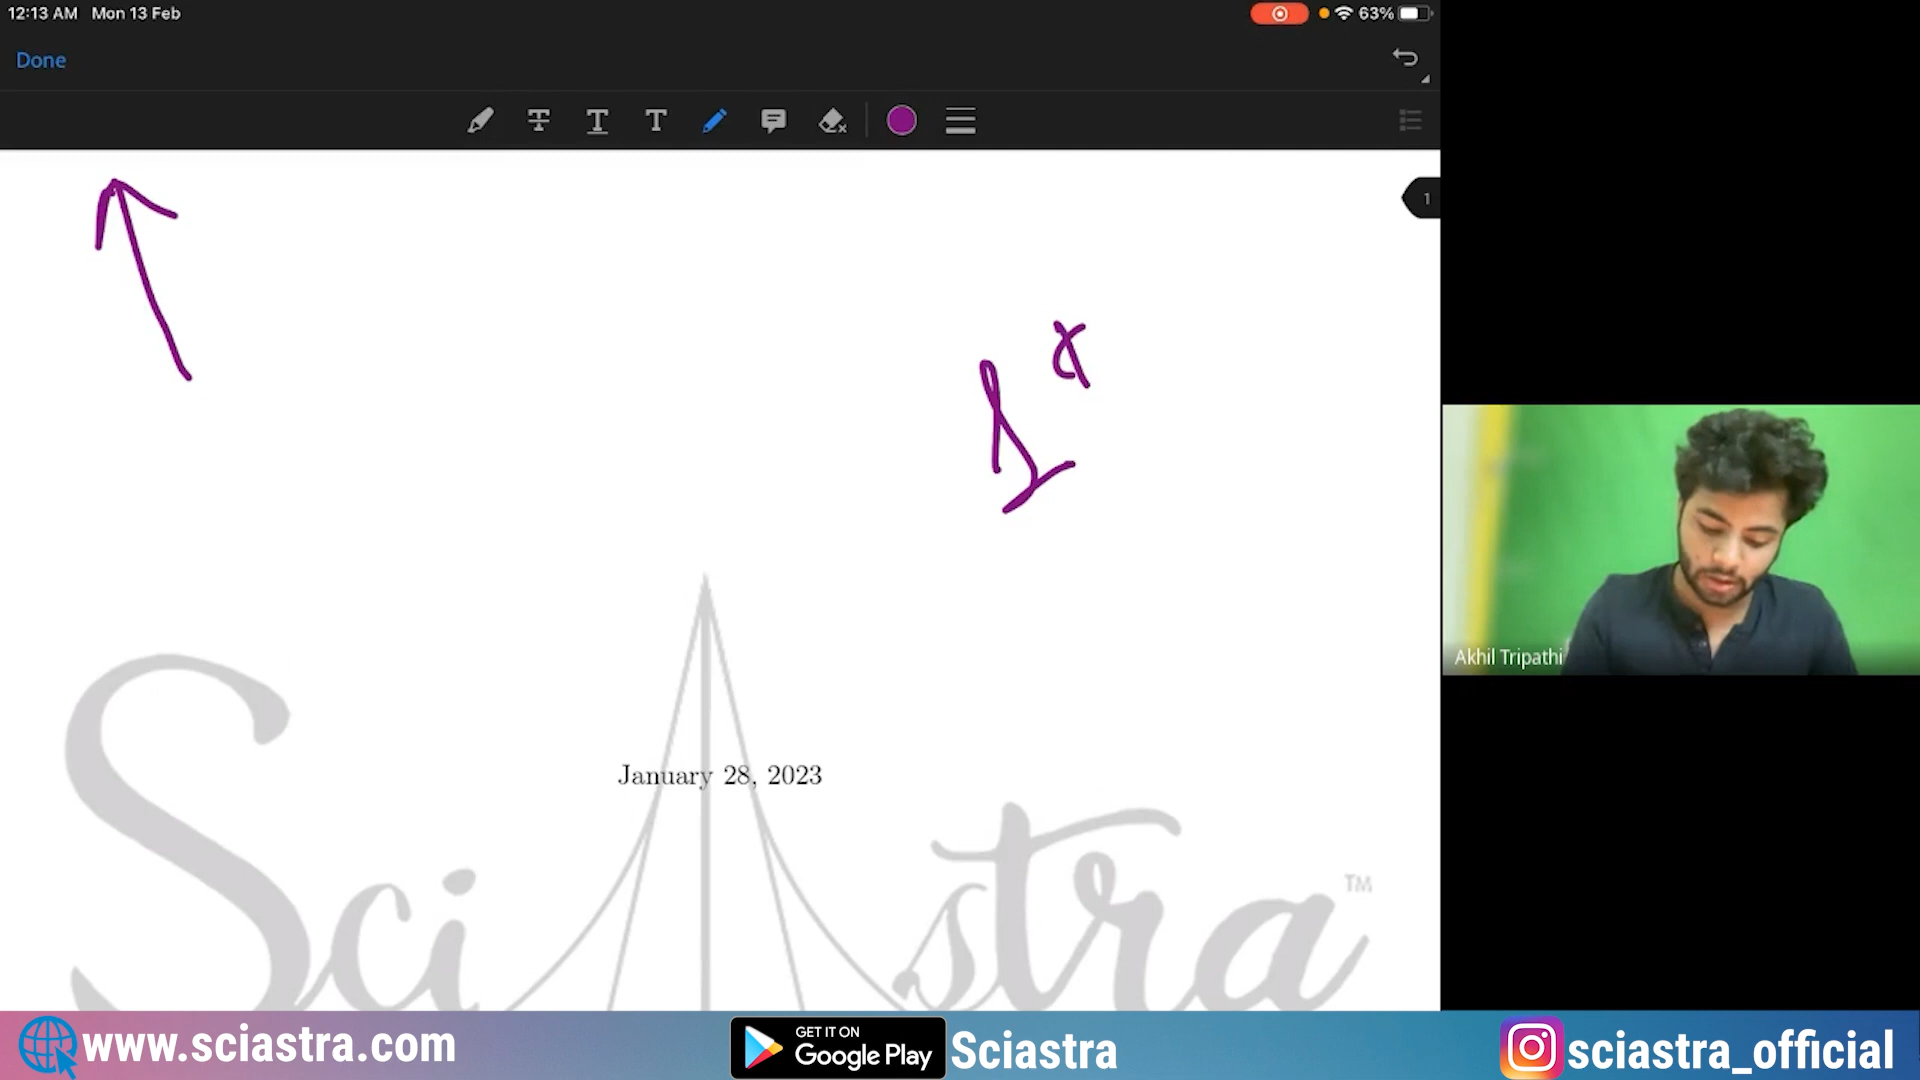 12:13 AM Mon 13 Feb
63%
Done
T T T
1
January 28, 2023
SciAstra
TM
Akhil Tripathi
www.sciastra.com
GET IT ON
Google Play
Sciastra
sciastra_official